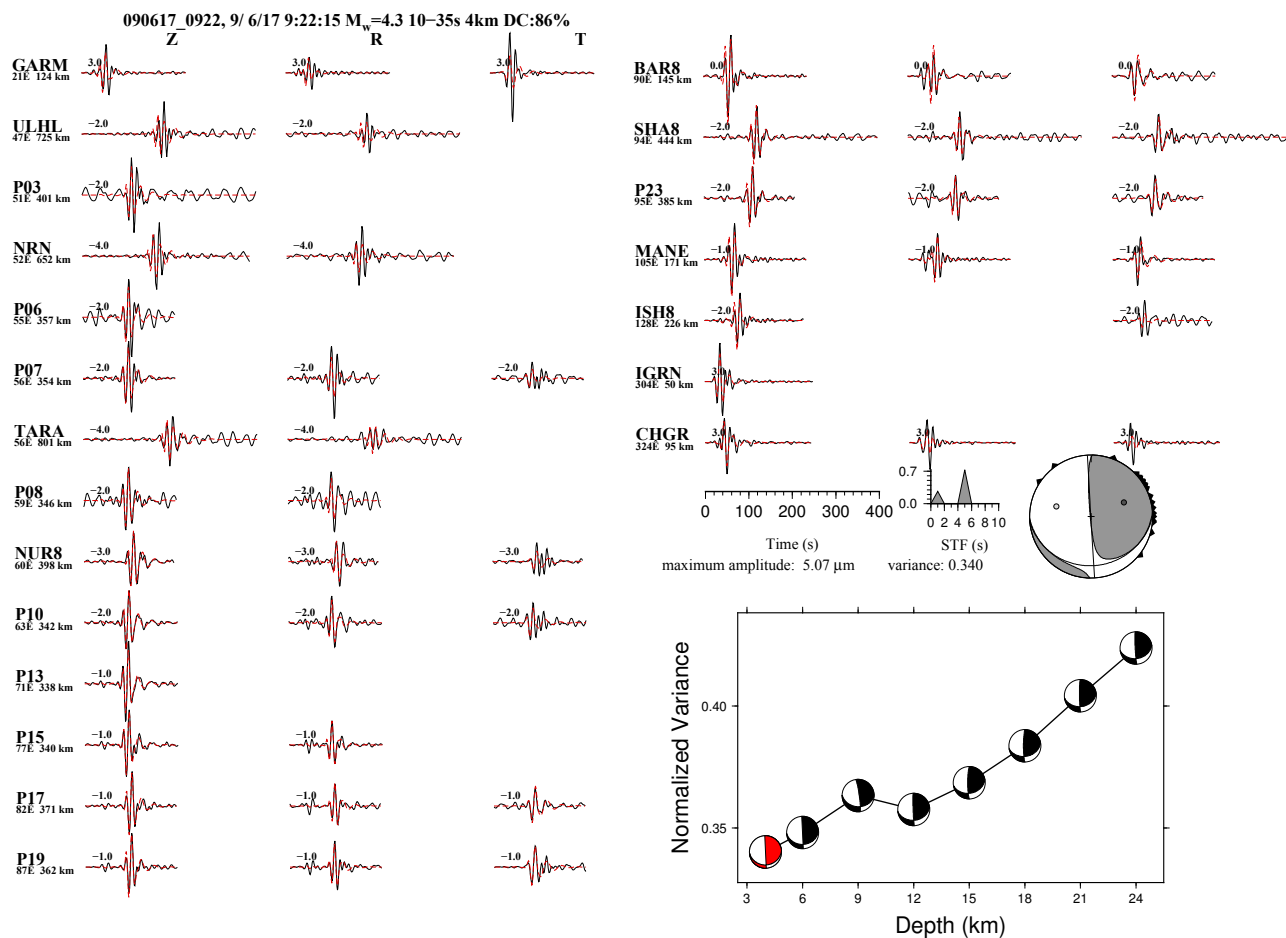 090617_0922, 9/ 6/17 9:22:15 Mw=4.3 10−35s 4km DC:86%
Z R T
GARM 3.0 3.0 3.0
21E 124 km
ULHL −2.0 −2.0
47E 725 km
P03 −2.0
51E 401 km
NRN −4.0 −4.0
52E 652 km
P06 −2.0
55E 357 km
P07 −2.0 −2.0 −2.0
56E 354 km
TARA −4.0 −4.0
56E 801 km
P08 −2.0 −2.0
59E 346 km
NUR8 −3.0 −3.0 −3.0
60E 398 km
P10 −2.0 −2.0 −2.0
63E 342 km
P13 −1.0
71E 338 km
P15 −1.0 −1.0
77E 340 km
P17 −1.0 −1.0 −1.0
82E 371 km
P19 −1.0 −1.0 −1.0
87E 362 km
BAR8 0.0 0.0 0.0
90E 145 km
SHA8 −2.0 −2.0 −2.0
94E 444 km
P23 −2.0 −2.0 −2.0
95E 385 km
MANE −1.0 −1.0 −1.0
105E 171 km
ISH8 −2.0 −2.0
128E 226 km
IGRN 3.0
304E 50 km
CHGR 3.0 3.0 3.0
324E 95 km
0 100 200 300 400
Time (s)
0.7
0.0
0 2 4 6 8 10
STF (s)
maximum amplitude: 5.07 µm variance: 0.340
Normalized Variance
0.40
0.35
3 6 9 12 15 18 21 24
Depth (km)